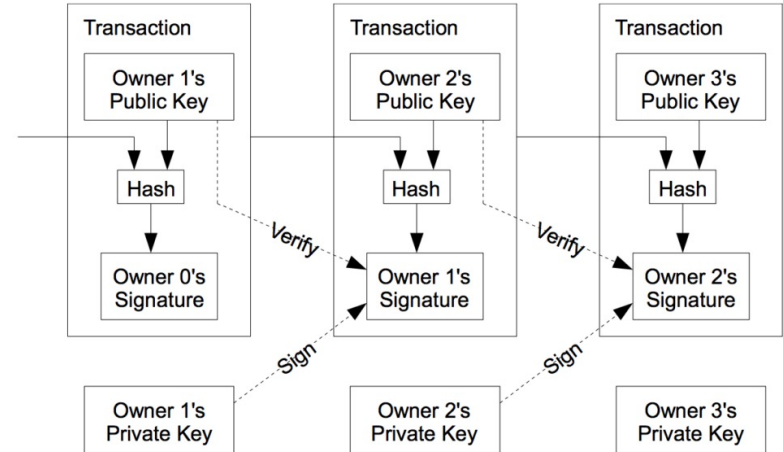 Transaction
Owner 1's
Public Key
Hash
Verify
Owner 0's
Signature
Transaction
Owner 2's
Public Key
Hash
Verify
Owner 1's
Signature
Transaction
Owner 3's
Public Key
Hash
Owner 2's
Signature
Sign
Sign
Owner 1's
Private Key
Owner 2's
Private Key
Owner 3's
Private Key